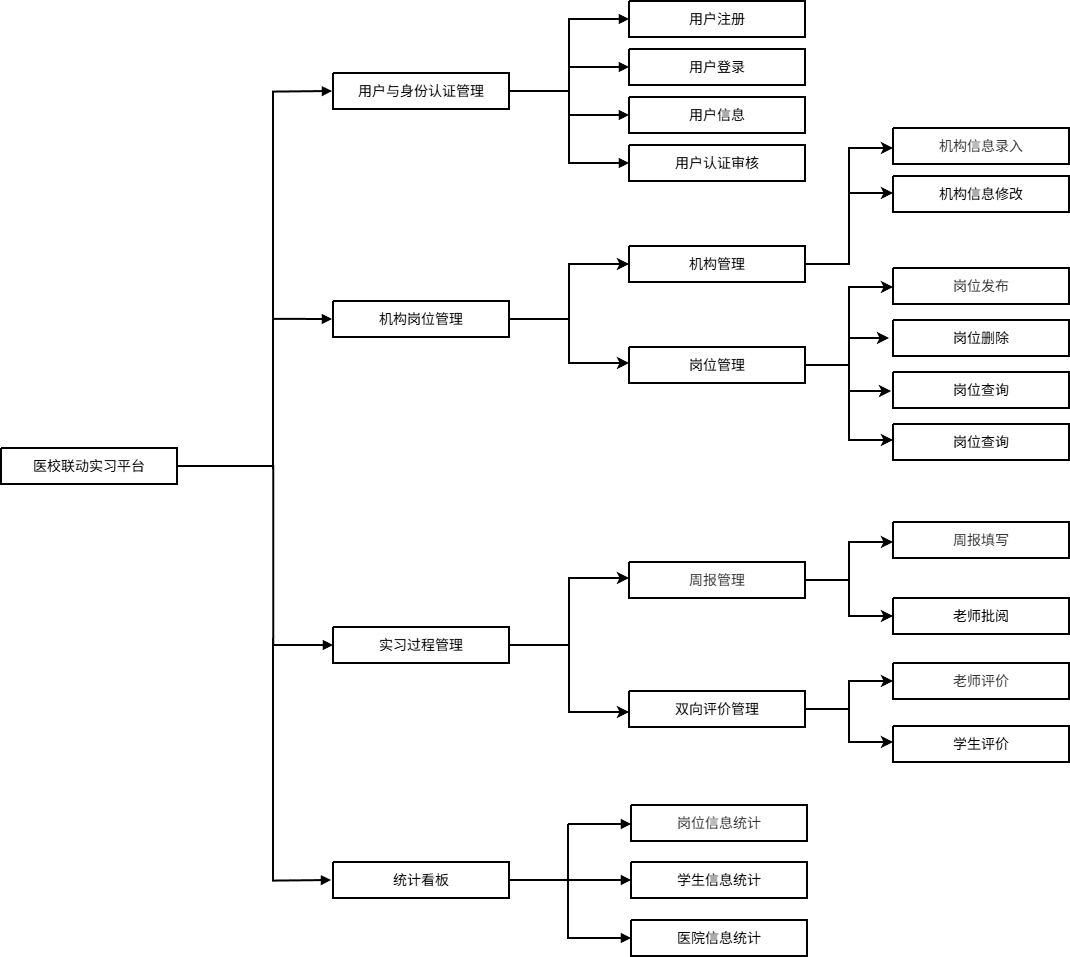 医校联动实习平台
用户与身份认证管理
用户注册
用户登录
用户信息
用户认证审核
机构岗位管理
机构管理
机构信息录入
机构信息修改
岗位管理
岗位发布
岗位删除
岗位查询
岗位查询
实习过程管理
周报管理
周报填写
老师批阅
双向评价管理
老师评价
学生评价
统计看板
岗位信息统计
学生信息统计
医院信息统计